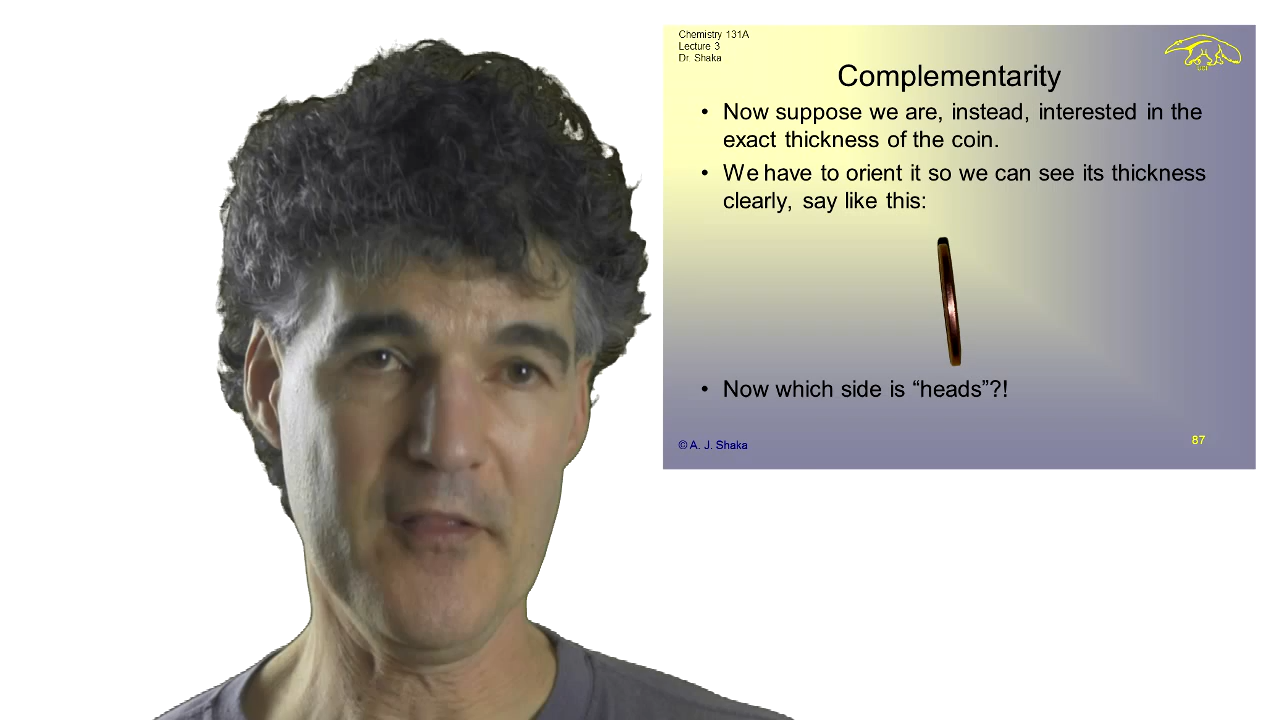 Chemistry 131A
Lecture 3
Dr. Shaka
UCI
Complementarity
• Now suppose we are, instead, interested in the
exact thickness of the coin.
• We have to orient it so we can see its thickness
clearly, say like this:
• Now which side is “heads”?!
© A. J. Shaka
87